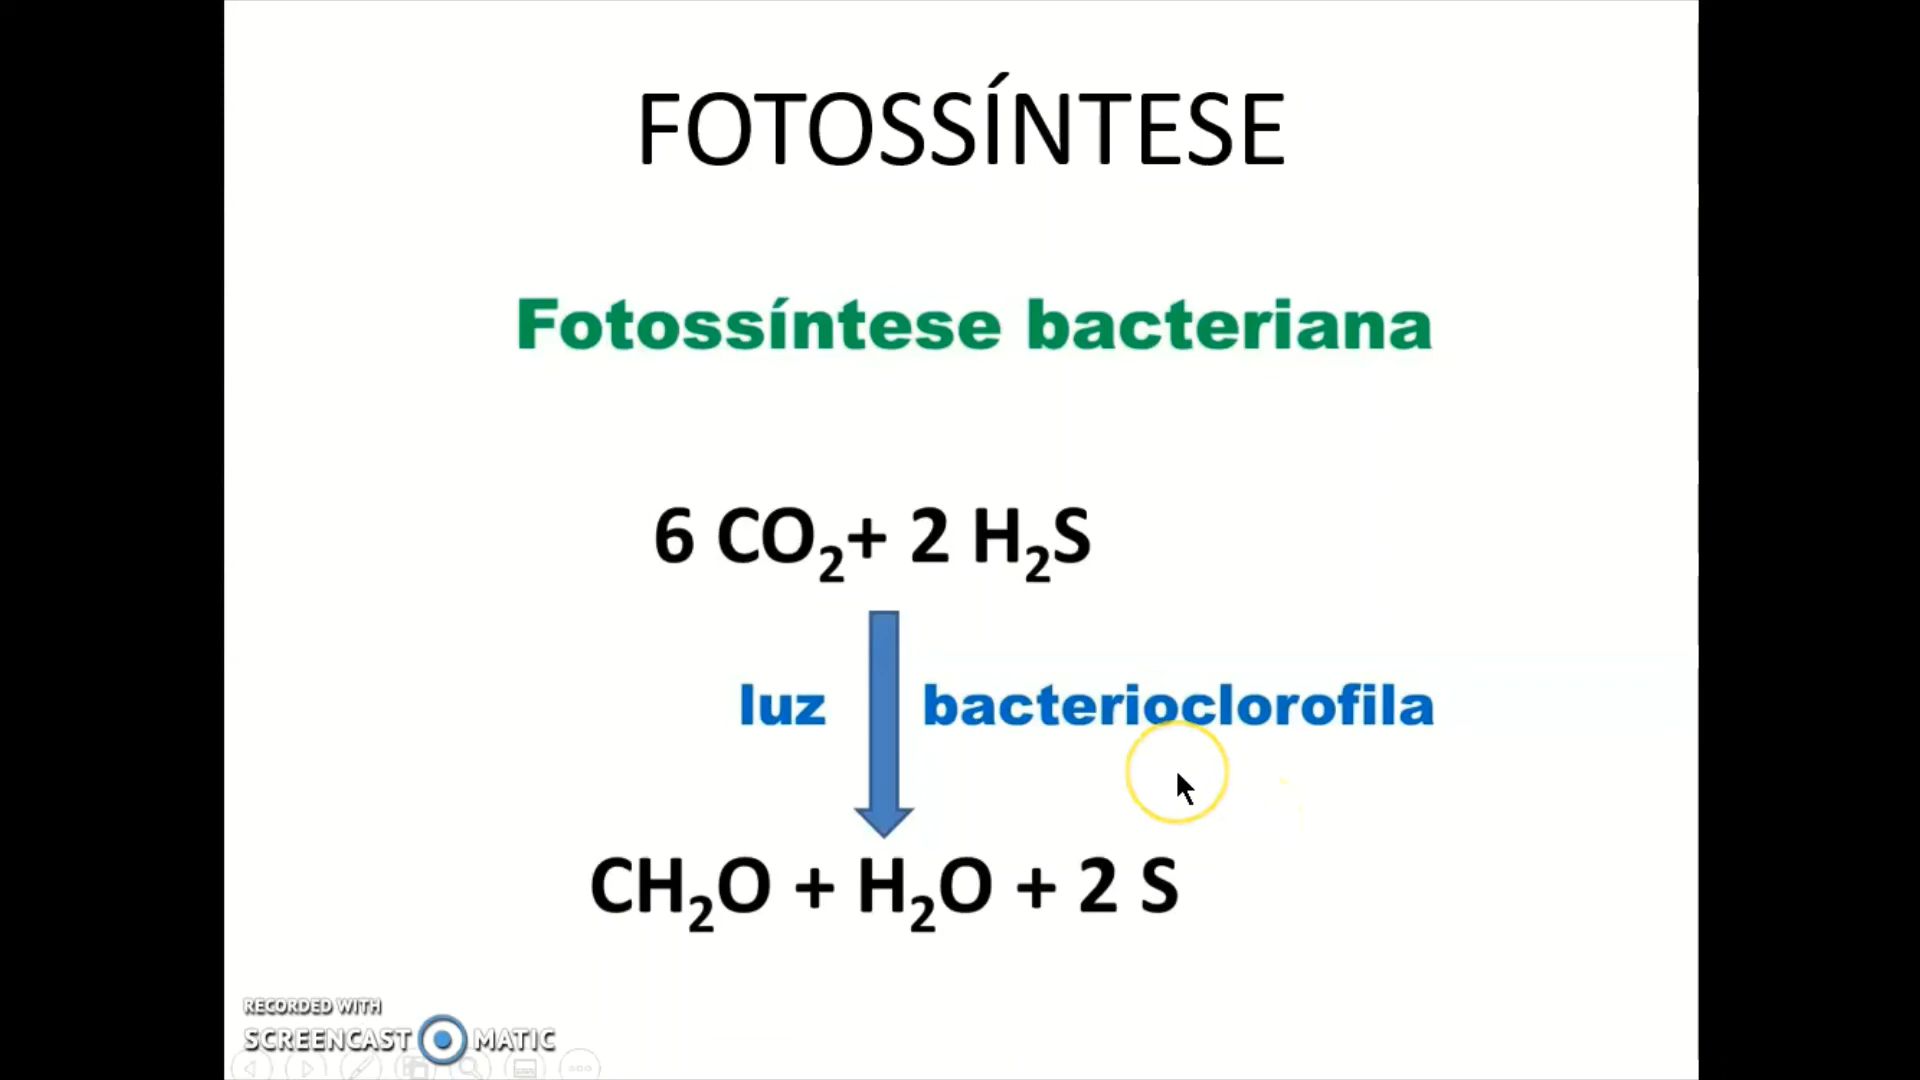 FOTOSSÍNTESE
Fotossíntese bacteriana
6 CO₂+ 2 H₂S
luz bacterioclorofila
CH₂O + H₂O + 2 S
RECORDED WITH
SCREENCAST MATIC